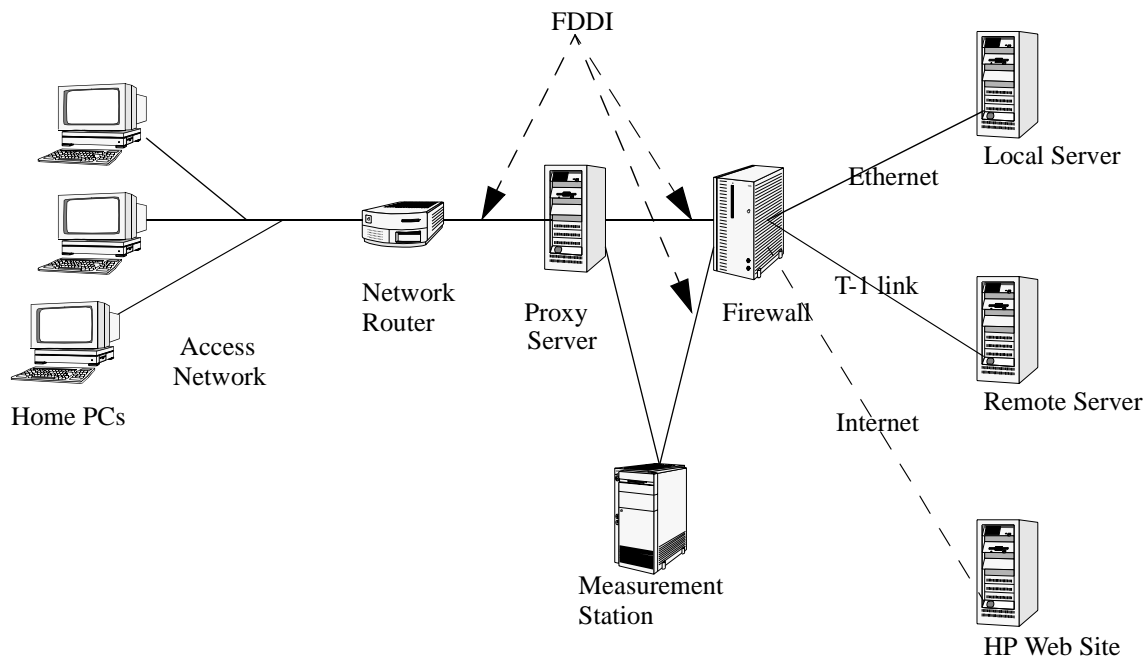 FDDI
Local Server
Ethernet
Network
Router
Proxy
Server
Firewall
T-1 link
Access
Network
Home PCs
Remote Server
Internet
Measurement
Station
HP Web Site